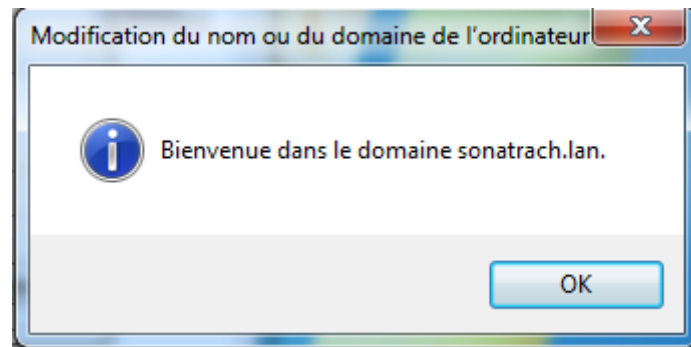 Modification du nom ou du domaine de l'ordinateur
Bienvenue dans le domaine sonatrach.lan.
OK